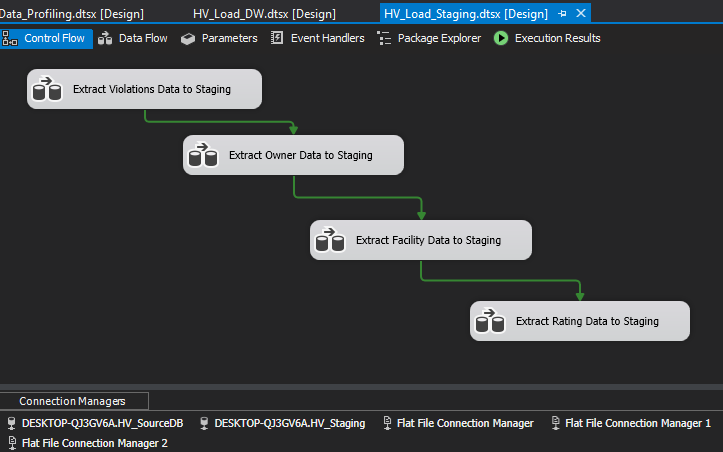 Data_Profiling.dtsx [Design] HV_Load_DW.dtsx [Design] HV_Load_Staging.dtsx [Design]
Control Flow Data Flow Parameters Event Handlers Package Explorer Execution Results
Extract Violations Data to Staging
Extract Owner Data to Staging
Extract Facility Data to Staging
Extract Rating Data to Staging
Connection Managers
DESKTOP-QJ3GV6A.HV_SourceDB DESKTOP-QJ3GV6A.HV_Staging Flat File Connection Manager Flat File Connection Manager 1
Flat File Connection Manager 2